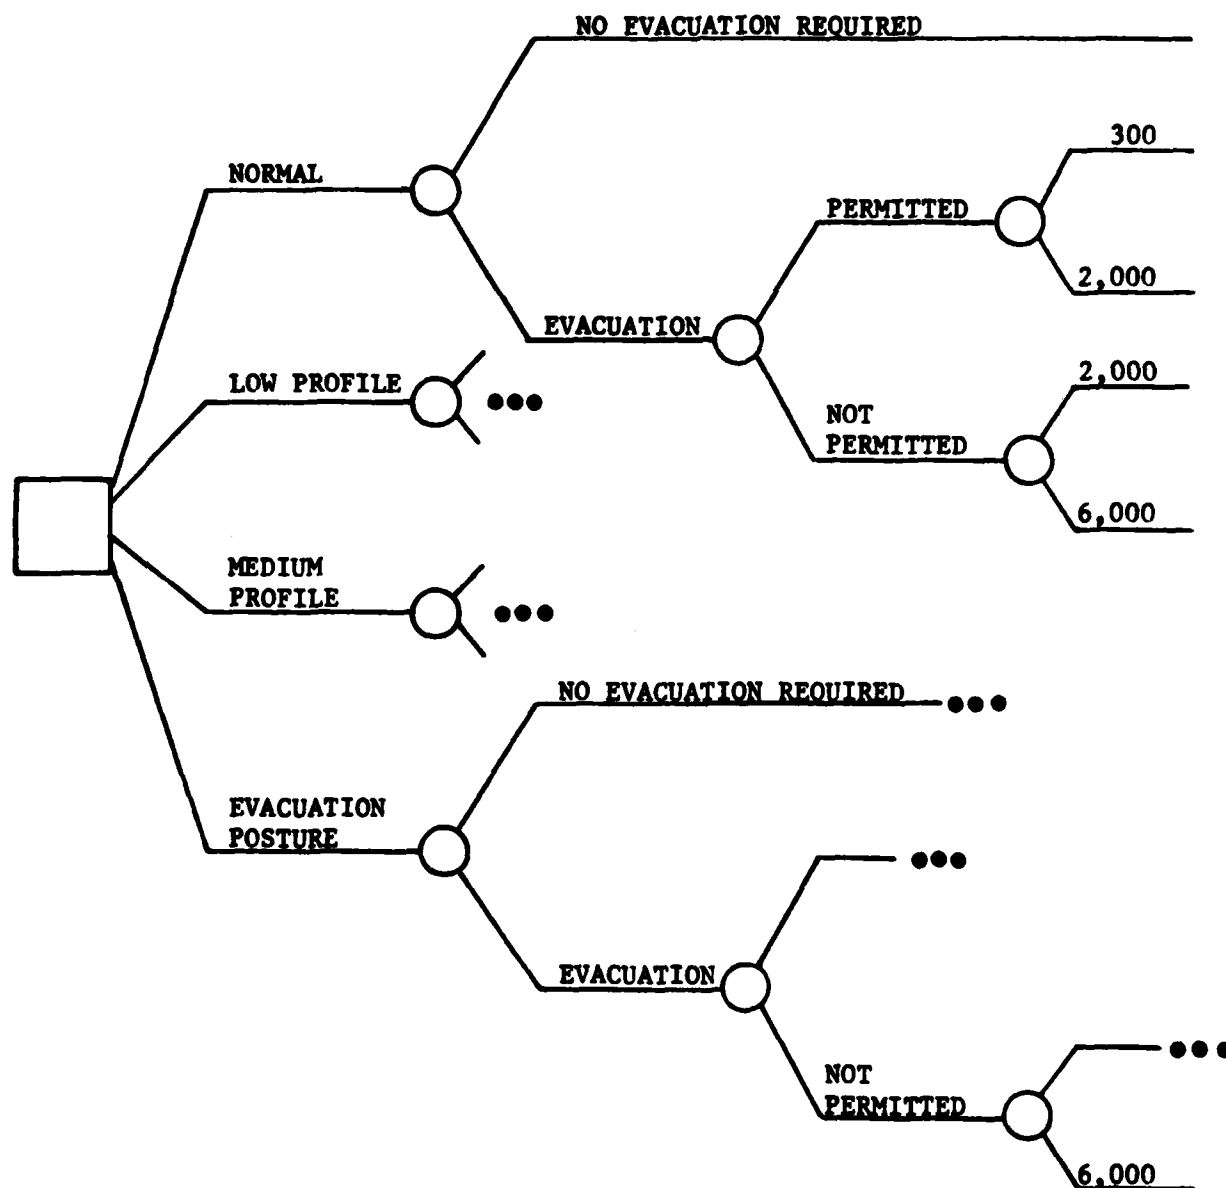 NO EVACUATION REQUIRED
300
NORMAL
PERMITTED
2,000
EVACUATION
2,000
LOW PROFILE
NOT
PERMITTED
6,000
MEDIUM
PROFILE
NO EVACUATION REQUIRED
EVACUATION
POSTURE
EVACUATION
NOT
PERMITTED
6,000